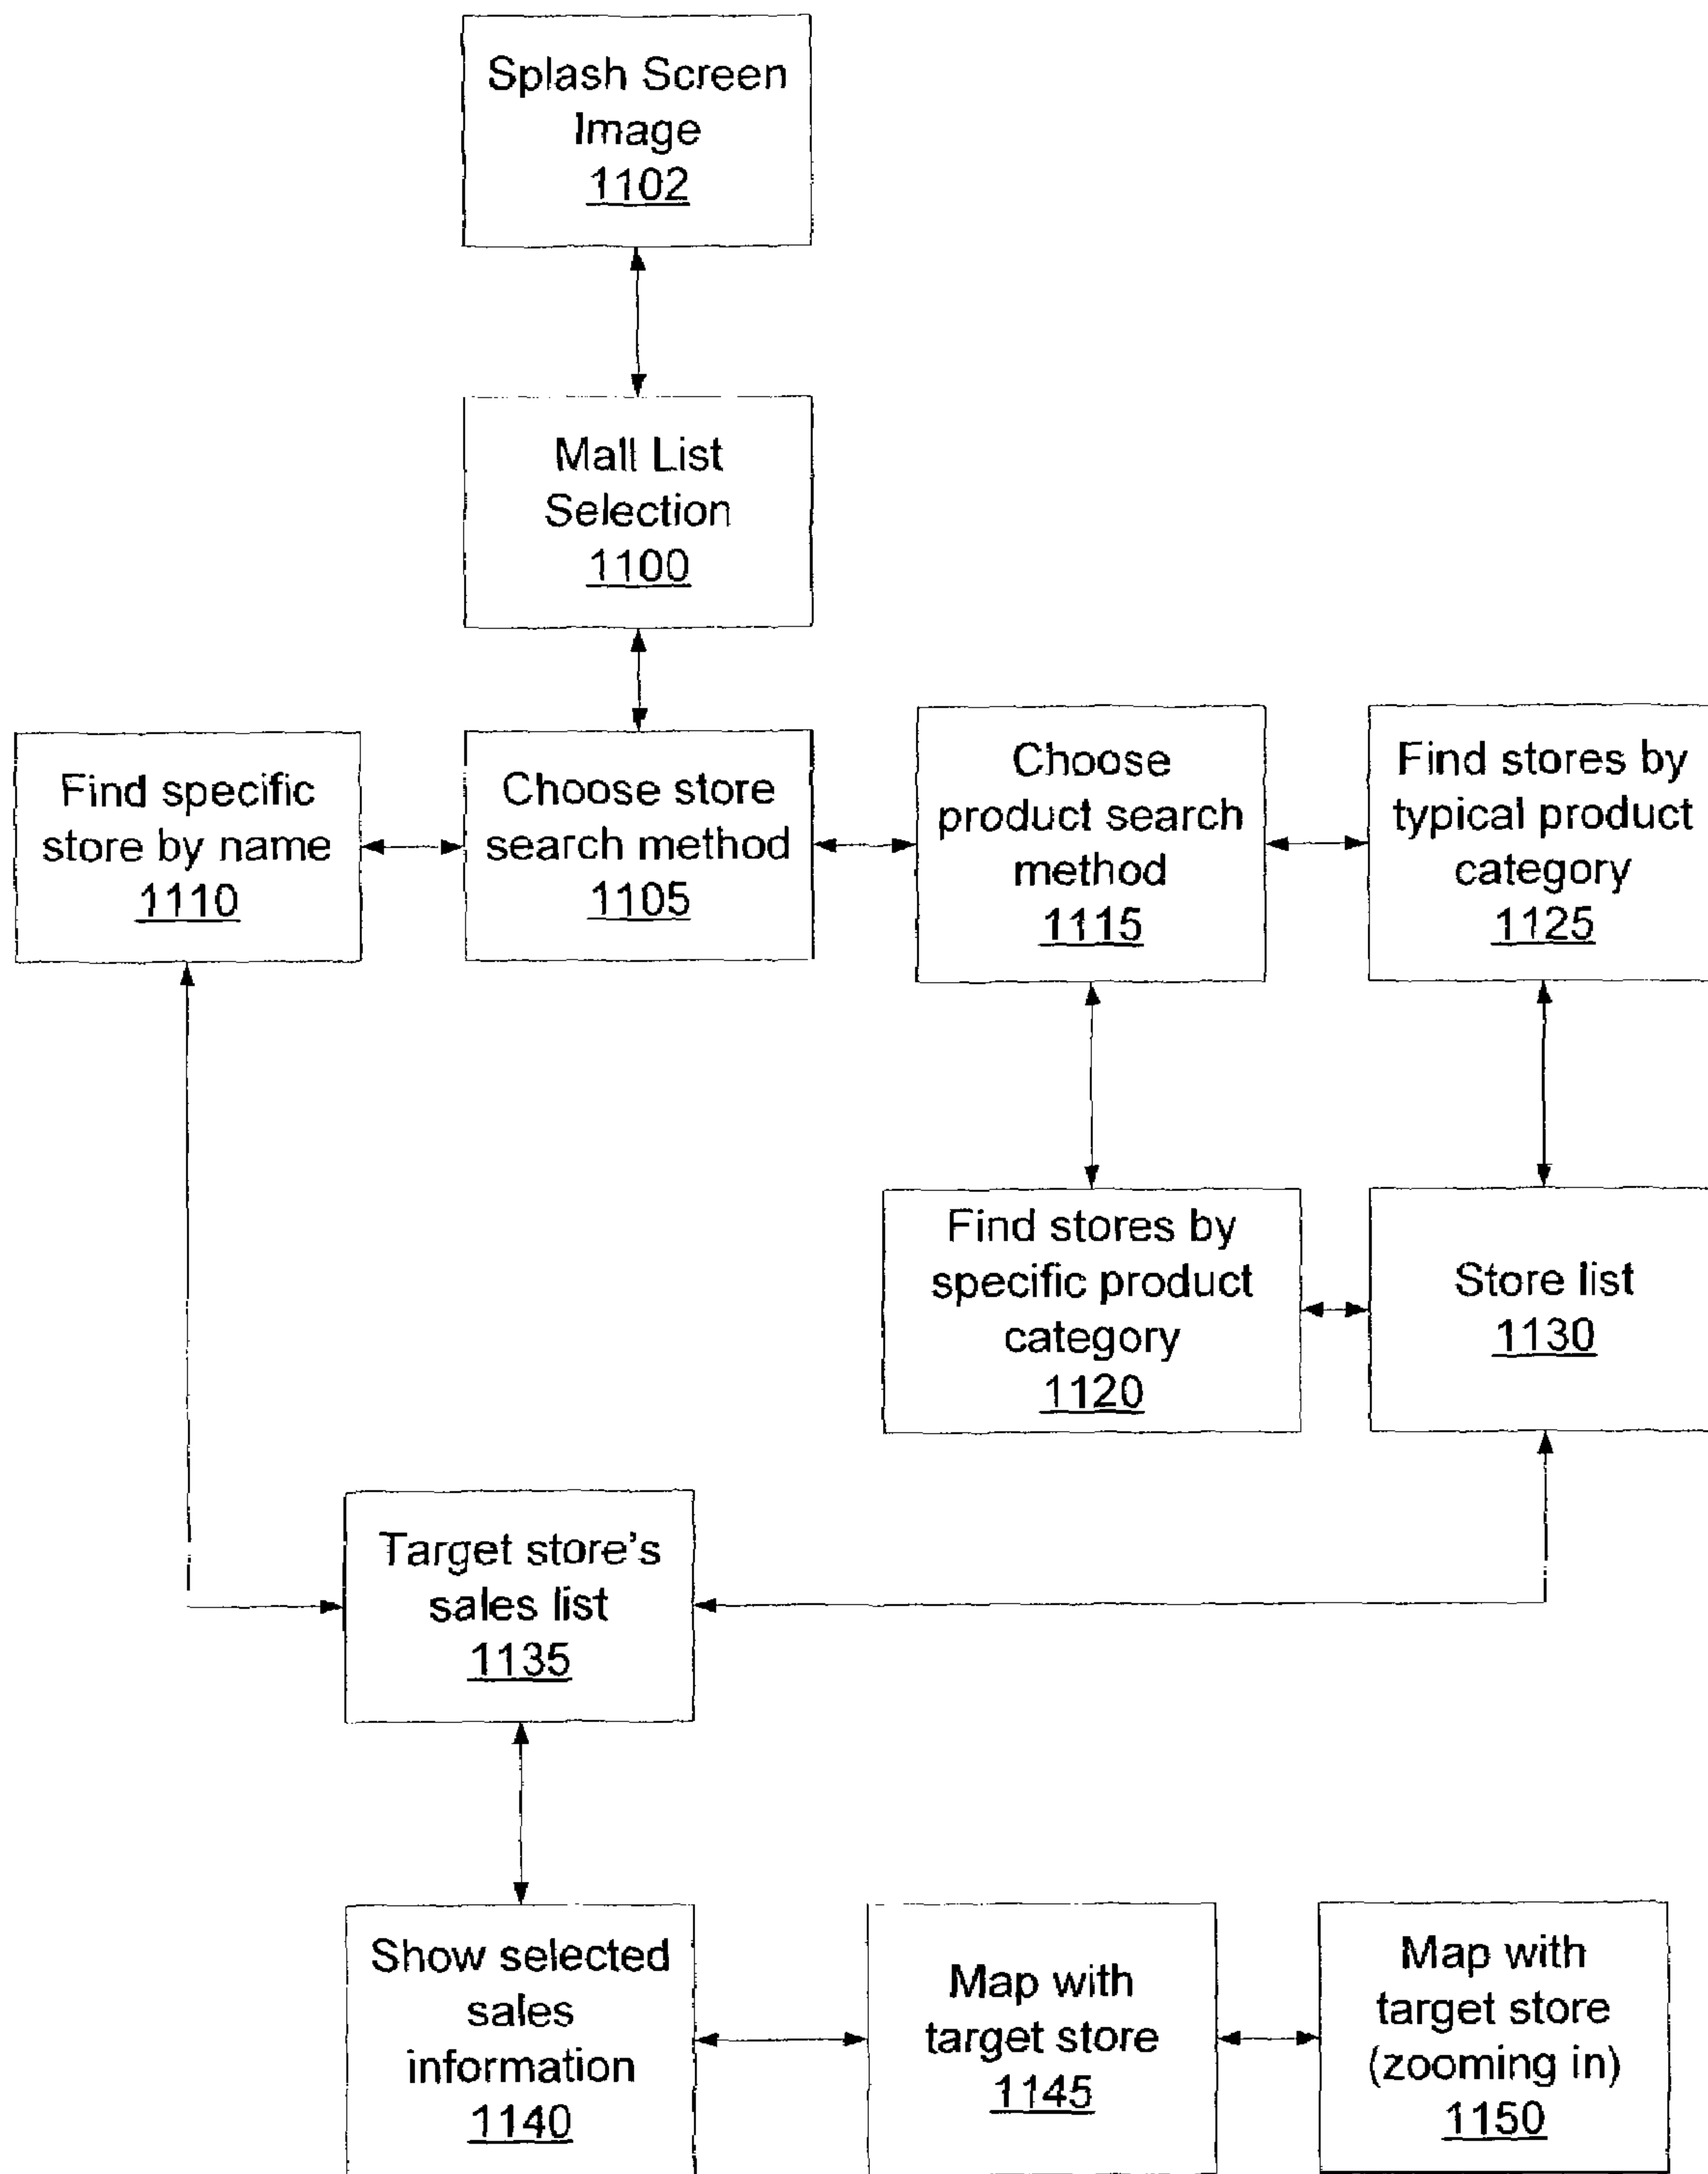 Splash Screen
Image
1102
Mall List
Selection
1100
Find specific
store by name
1110
Choose store
search method
1105
Choose
product search
method
1115
Find stores by
typical product
category
1125
Find stores by
specific product
category
1120
Store list
1130
Target store's
sales list
1135
Show selected
sales
information
1140
Map with
target store
1145
Map with
target store
(zooming in)
1150